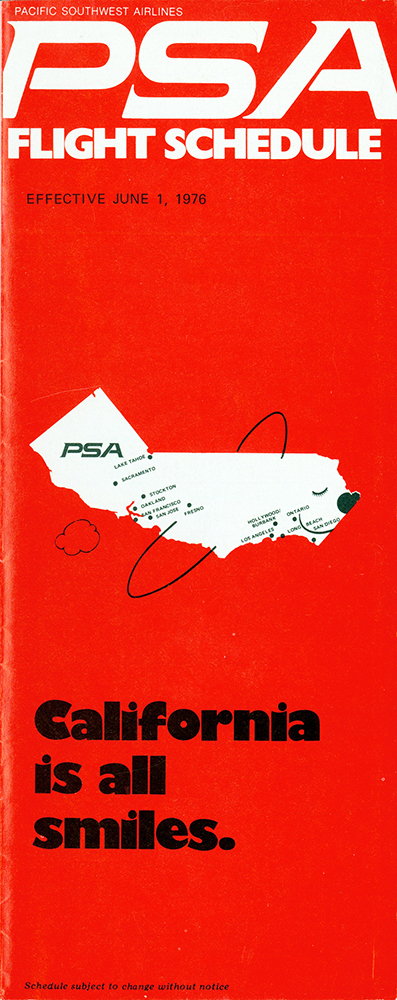 PACIFIC SOUTHWEST AIRLINES
PSA
FLIGHT SCHEDULE
EFFECTIVE JUNE 1, 1976
PSA
LAKE TAHOE
SACRAMENTO
STOCKTON
OAKLAND
SAN FRANCISCO
SAN JOSE
FRESNO
HOLLYWOOD/
BURBANK
ONTARIO
LOS ANGELES
LONG BEACH
SAN DIEGO
California
is all
smiles.
Schedule subject to change without notice